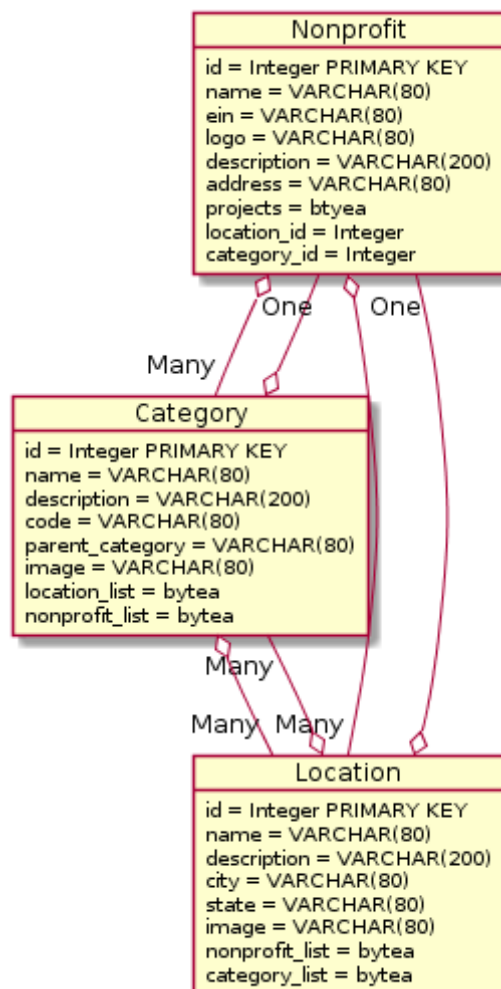 Nonprofit
id = Integer PRIMARY KEY
name = VARCHAR(80)
ein = VARCHAR(80)
logo = VARCHAR(80)
description = VARCHAR(200)
address = VARCHAR(80)
projects = btyea
location_id = Integer
category_id = Integer
One One
Many
Category
id = Integer PRIMARY KEY
name = VARCHAR(80)
description = VARCHAR(200)
code = VARCHAR(80)
parent_category = VARCHAR(80)
image = VARCHAR(80)
location_list = bytea
nonprofit_list = bytea
Many
Many Many
Location
id = Integer PRIMARY KEY
name = VARCHAR(80)
description = VARCHAR(200)
city = VARCHAR(80)
state = VARCHAR(80)
image = VARCHAR(80)
nonprofit_list = bytea
category_list = bytea